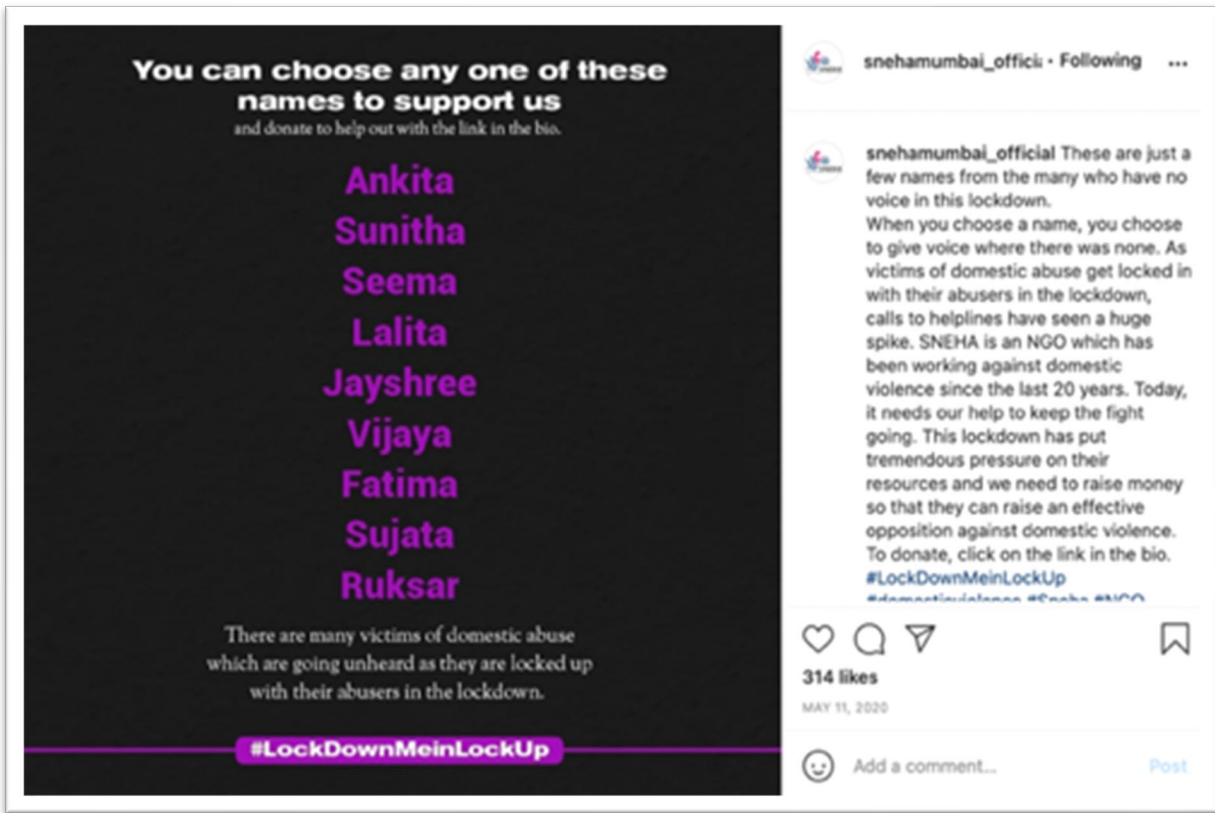 You can choose any one of these
names to support us
and donate to help out with the link in the bio.
Ankita
Sunitha
Seema
Lalita
Jayshree
Vijaya
Fatima
Sujata
Ruksar
There are many victims of domestic abuse
which are going unheard as they are locked up
with their abusers in the lockdown.
#LockDownMeinLockUp
snehamumbai_offici • Following
snehamumbai_official These are just a
few names from the many who have no
voice in this lockdown.
When you choose a name, you choose
to give voice where there was none. As
victims of domestic abuse get locked in
with their abusers in the lockdown,
calls to helplines have seen a huge
spike. SNEHA is an NGO which has
been working against domestic
violence since the last 20 years. Today,
it needs our help to keep the fight
going. This lockdown has put
tremendous pressure on their
resources and we need to raise money
so that they can raise an effective
opposition against domestic violence.
To donate, click on the link in the bio.
#LockDownMeinLockUp
#domesticviolence #Sneha #NGO
314 likes
MAY 11, 2020
Add a comment...
Post